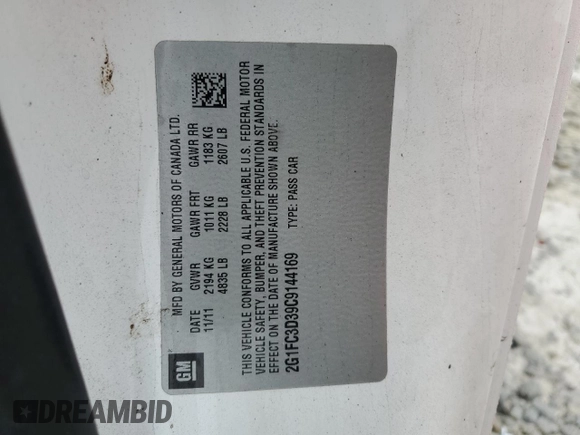 MFD BY GENERAL MOTORS OF CANADA LTD.
DATE GVWR GAWR FRT GAWR RR
11/11 2194 KG 1011 KG 1183 KG
4835 LB 2228 LB 2607 LB
THIS VEHICLE CONFORMS TO ALL APPLICABLE U.S. FEDERAL MOTOR
VEHICLE SAFETY, BUMPER, AND THEFT PREVENTION STANDARDS IN
EFFECT ON THE DATE OF MANUFACTURE SHOWN ABOVE.
2G1FC3D39C9144169 TYPE: PASS CAR
GM
DREAMBID